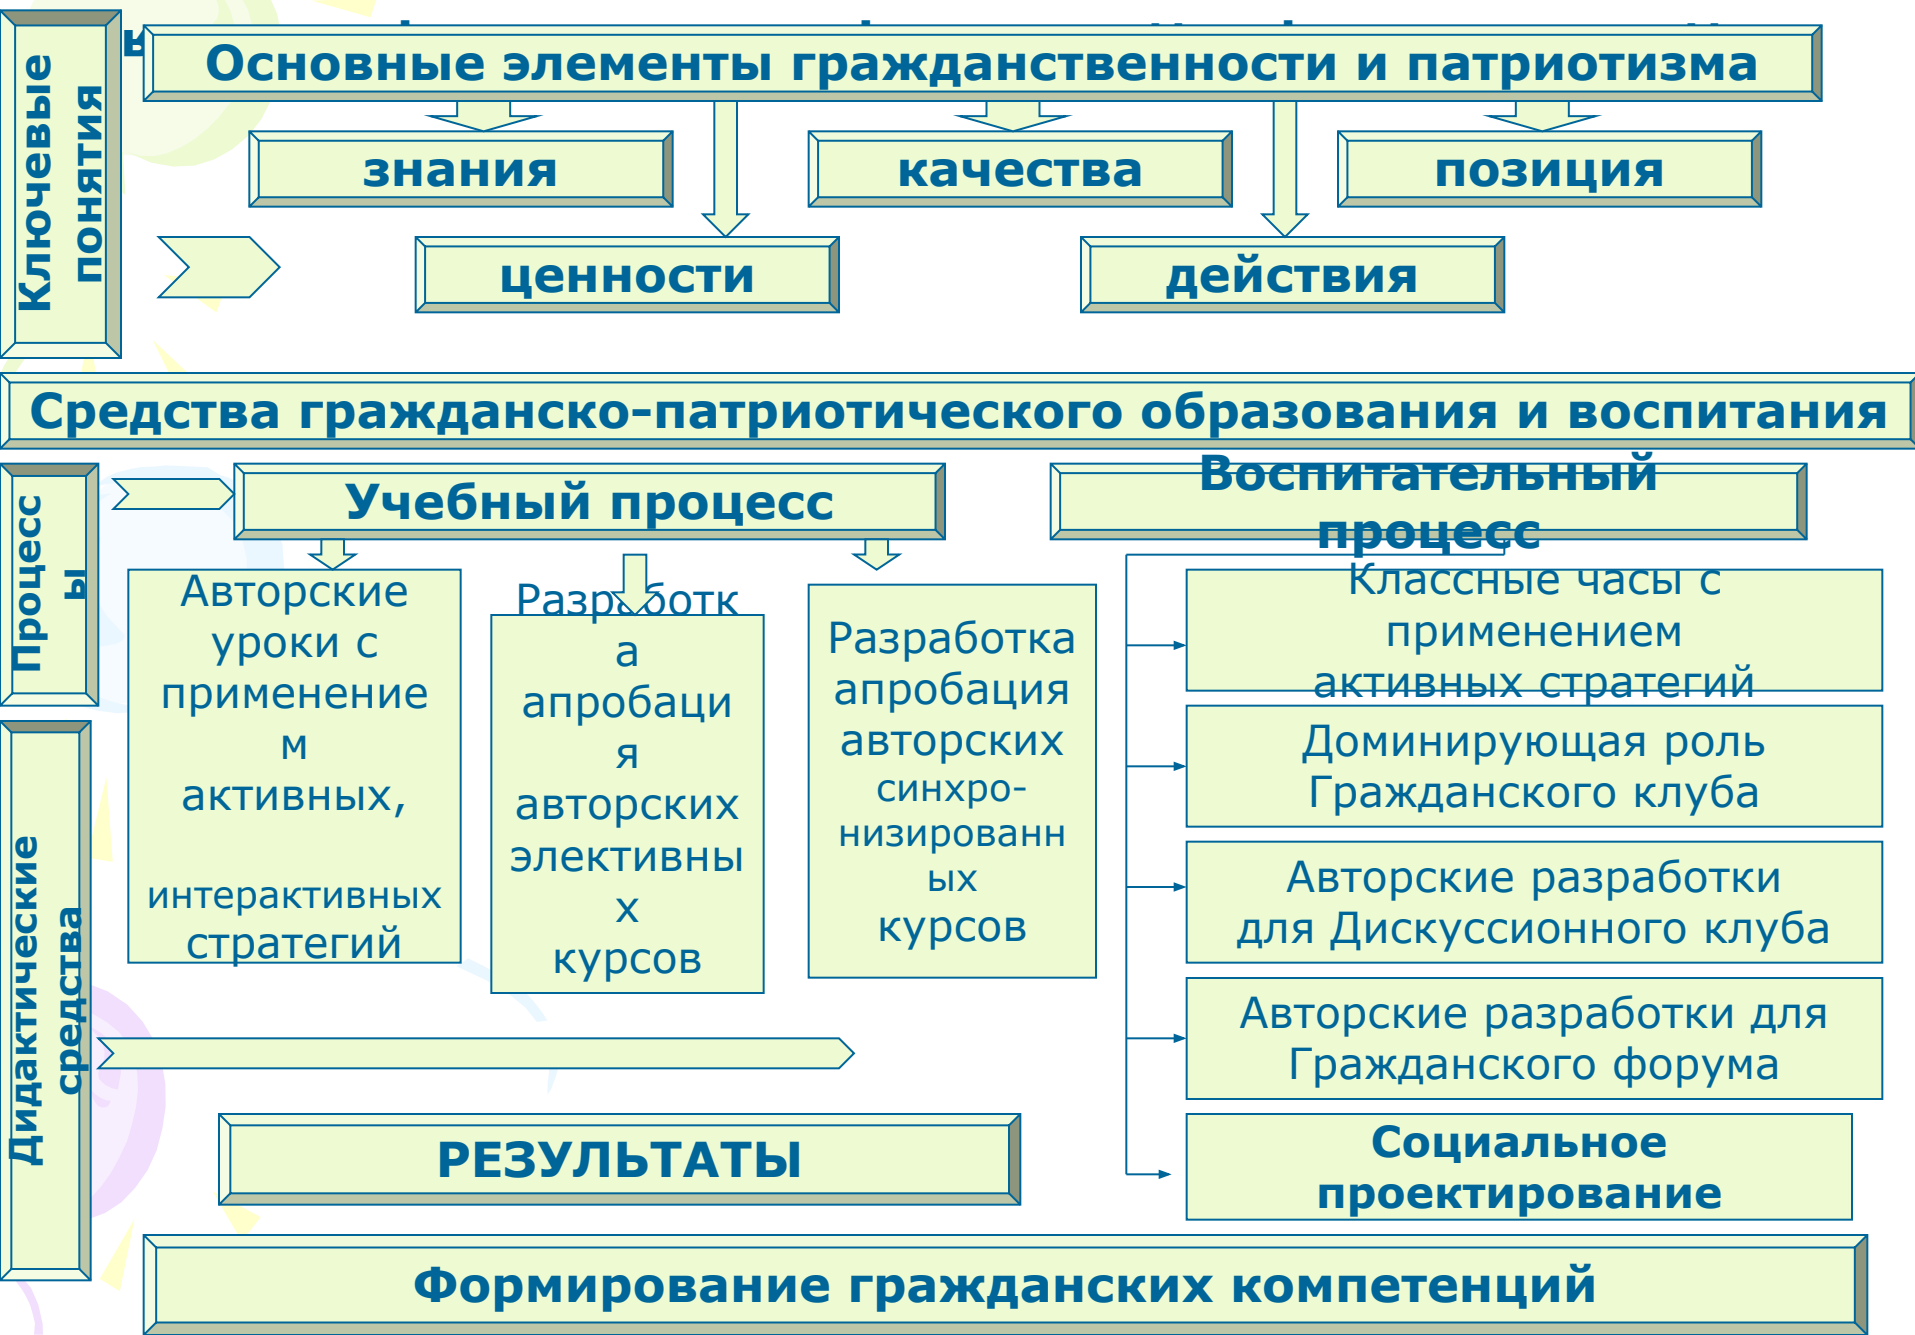 Ключевые
понятия
Основные элементы гражданственности и патриотизма
знания
качества
позиция
ценности
действия
Средства гражданско-патриотического образования и воспитания
Процесс
ы
Учебный процесс
Воспитательный
процесс
Авторские
уроки с
применение
м
активных,
интерактивных
стратегий
Разработк
а
апробаци
я
авторских
элективны
х
курсов
Разработка
апробация
авторских
синхро-
низированн
ых
курсов
Классные часы с
применением
активных стратегий
Доминирующая роль
Гражданского клуба
Авторские разработки
для Дискуссионного клуба
Авторские разработки для
Гражданского форума
Социальное
проектирование
Дидактические
средства
РЕЗУЛЬТАТЫ
Формирование гражданских компетенций